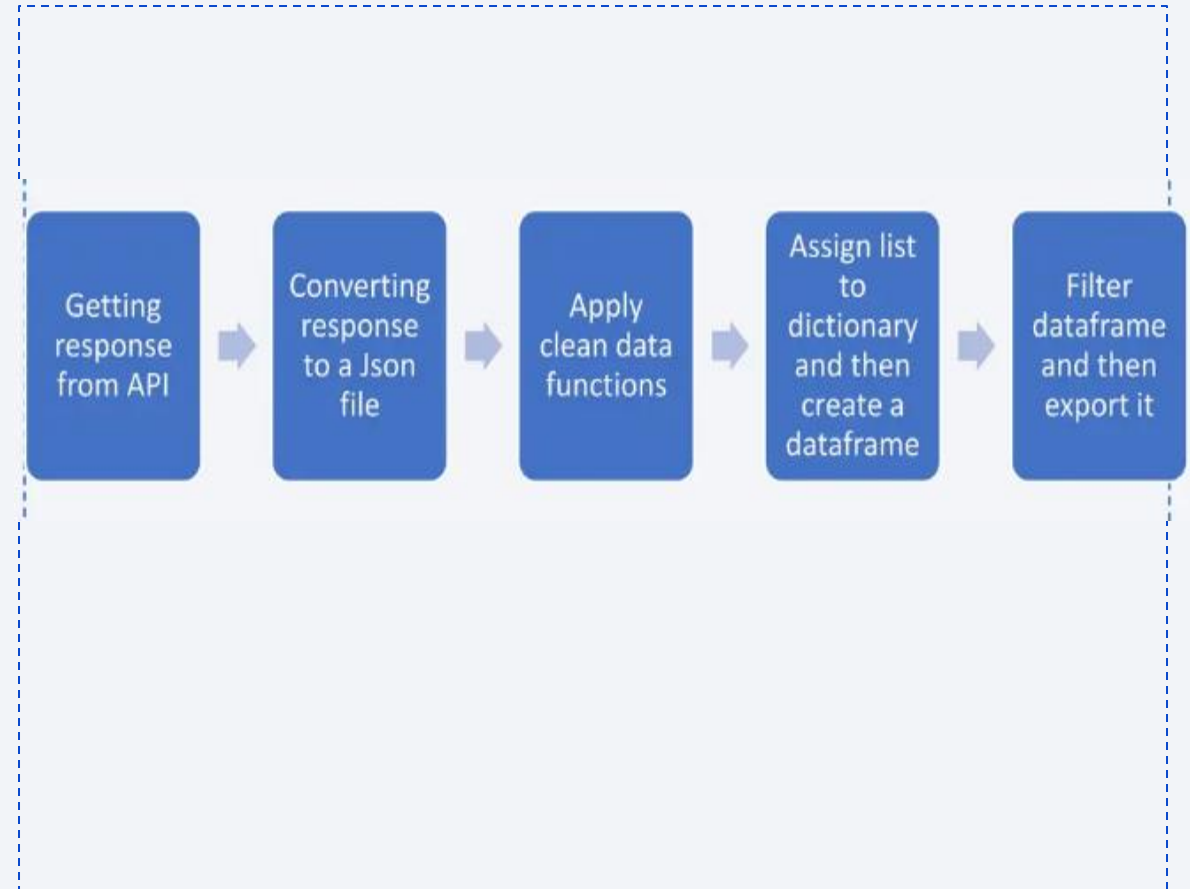 Getting
response
from API
Converting
response
to a Json
file
Apply
clean data
functions
Assign list
to
dictionary
and then
create a
dataframe
Filter
dataframe
and then
export it